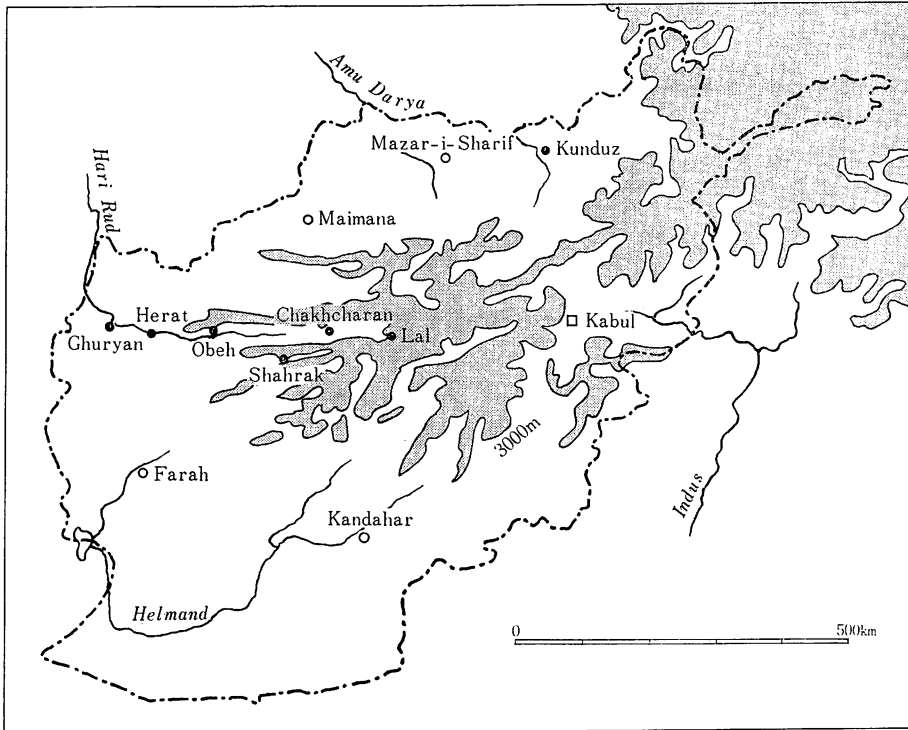 Amu Darya
Mazar-i-Sharif
Kunduz
Hari Rud
Maimana
Herat
Chakhcharan
Ghuryan
Obeh
Lal
Kabul
Shahrak
3000m
Farah
Indus
Kandahar
Helmand
0 500km